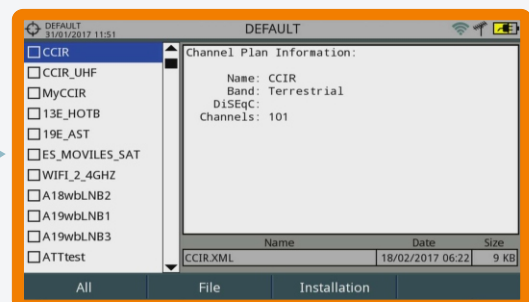 DEFAULT
31/01/2017 11:51
DEFAULT
CCIR
CCIR_UHF
MyCCIR
13E_HOTB
19E_AST
ES_MOVILES_SAT
WIFI_2_4GHZ
A18wbLNB2
A19wbLNB1
A19wbLNB3
ATTtest
Channel Plan Information:
Name: CCIR
Band: Terrestrial
DiSEqC:
Channels: 101
Name Date Size
CCIR.XML 18/02/2017 06:22 9 KB
All File Installation